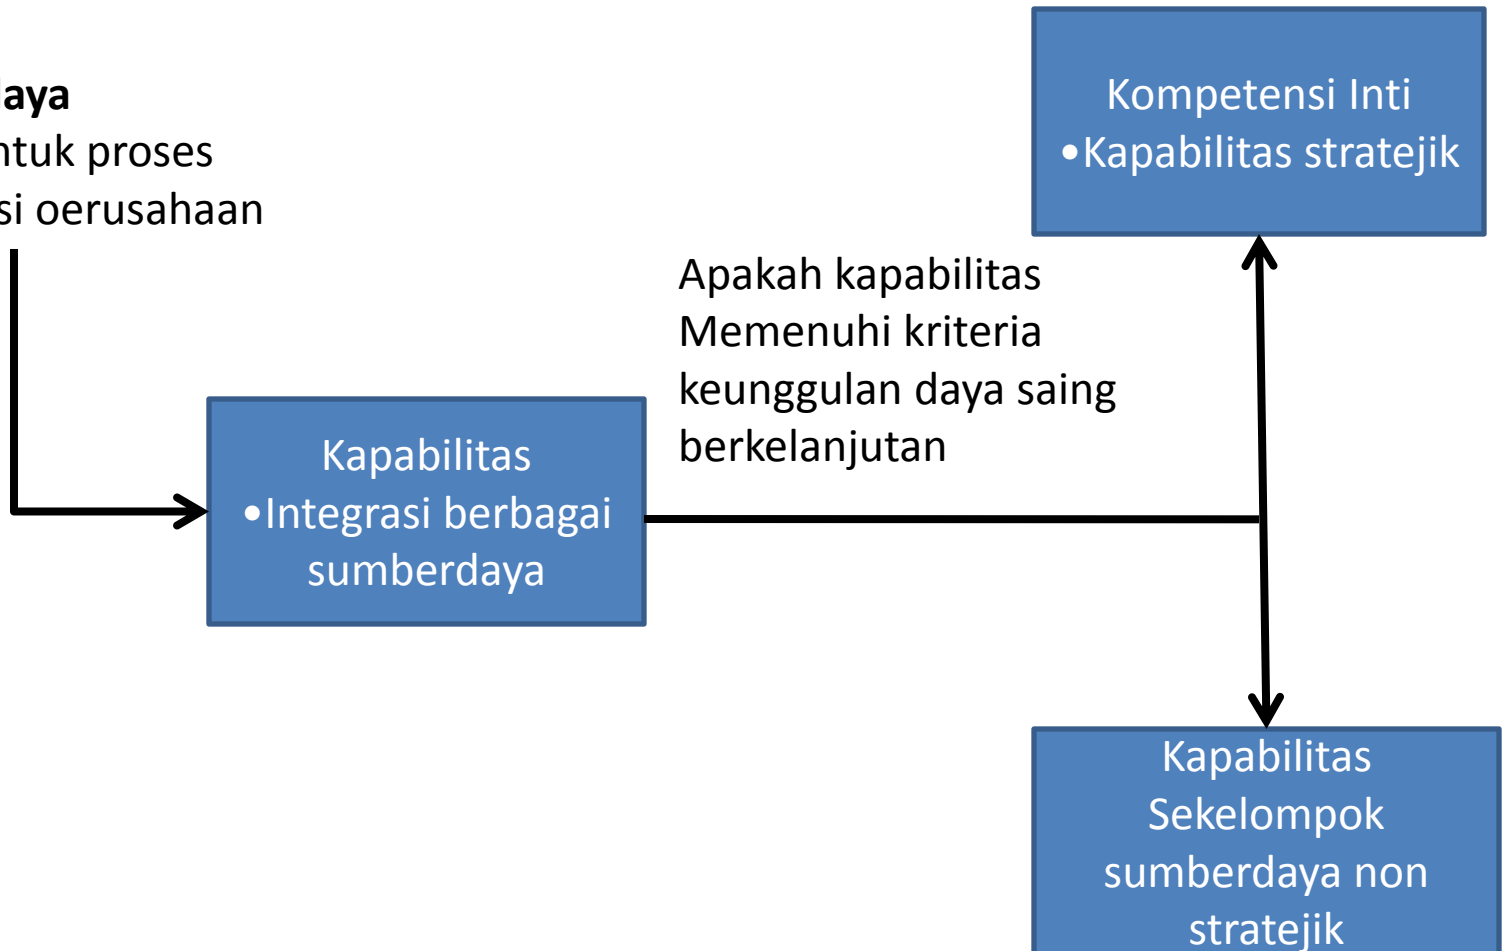 daya
ntuk proses
si oerusahaan
Kompetensi Inti
•Kapabilitas stratejik
Apakah kapabilitas
Memenuhi kriteria
keunggulan daya saing
berkelanjutan
Kapabilitas
•Integrasi berbagai
sumberdaya
Kapabilitas
Sekelompok
sumberdaya non
stratejik